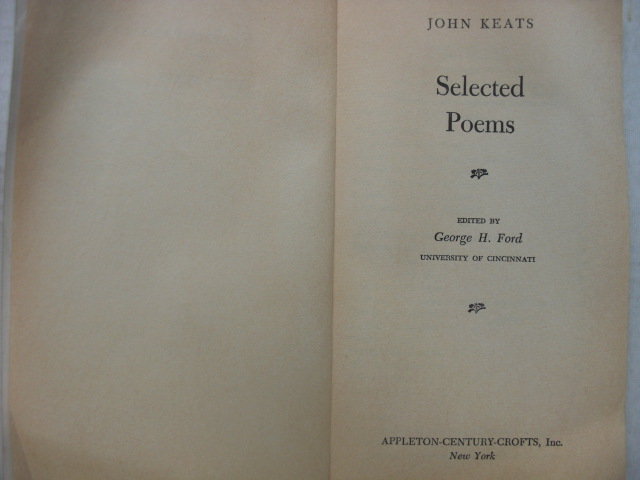 JOHN KEATS
Selected
Poems
EDITED BY
George H. Ford
UNIVERSITY OF CINCINNATI
APPLETON-CENTURY-CROFTS, Inc.
New York